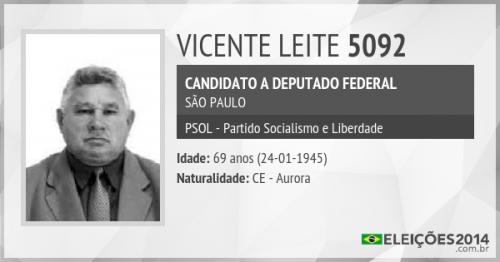 VICENTE LEITE 5092
CANDIDATO A DEPUTADO FEDERAL
SÃO PAULO
PSOL - Partido Socialismo e Liberdade
Idade: 69 anos (24-01-1945)
Naturalidade: CE - Aurora
ELEIÇÕES2014
.com.br